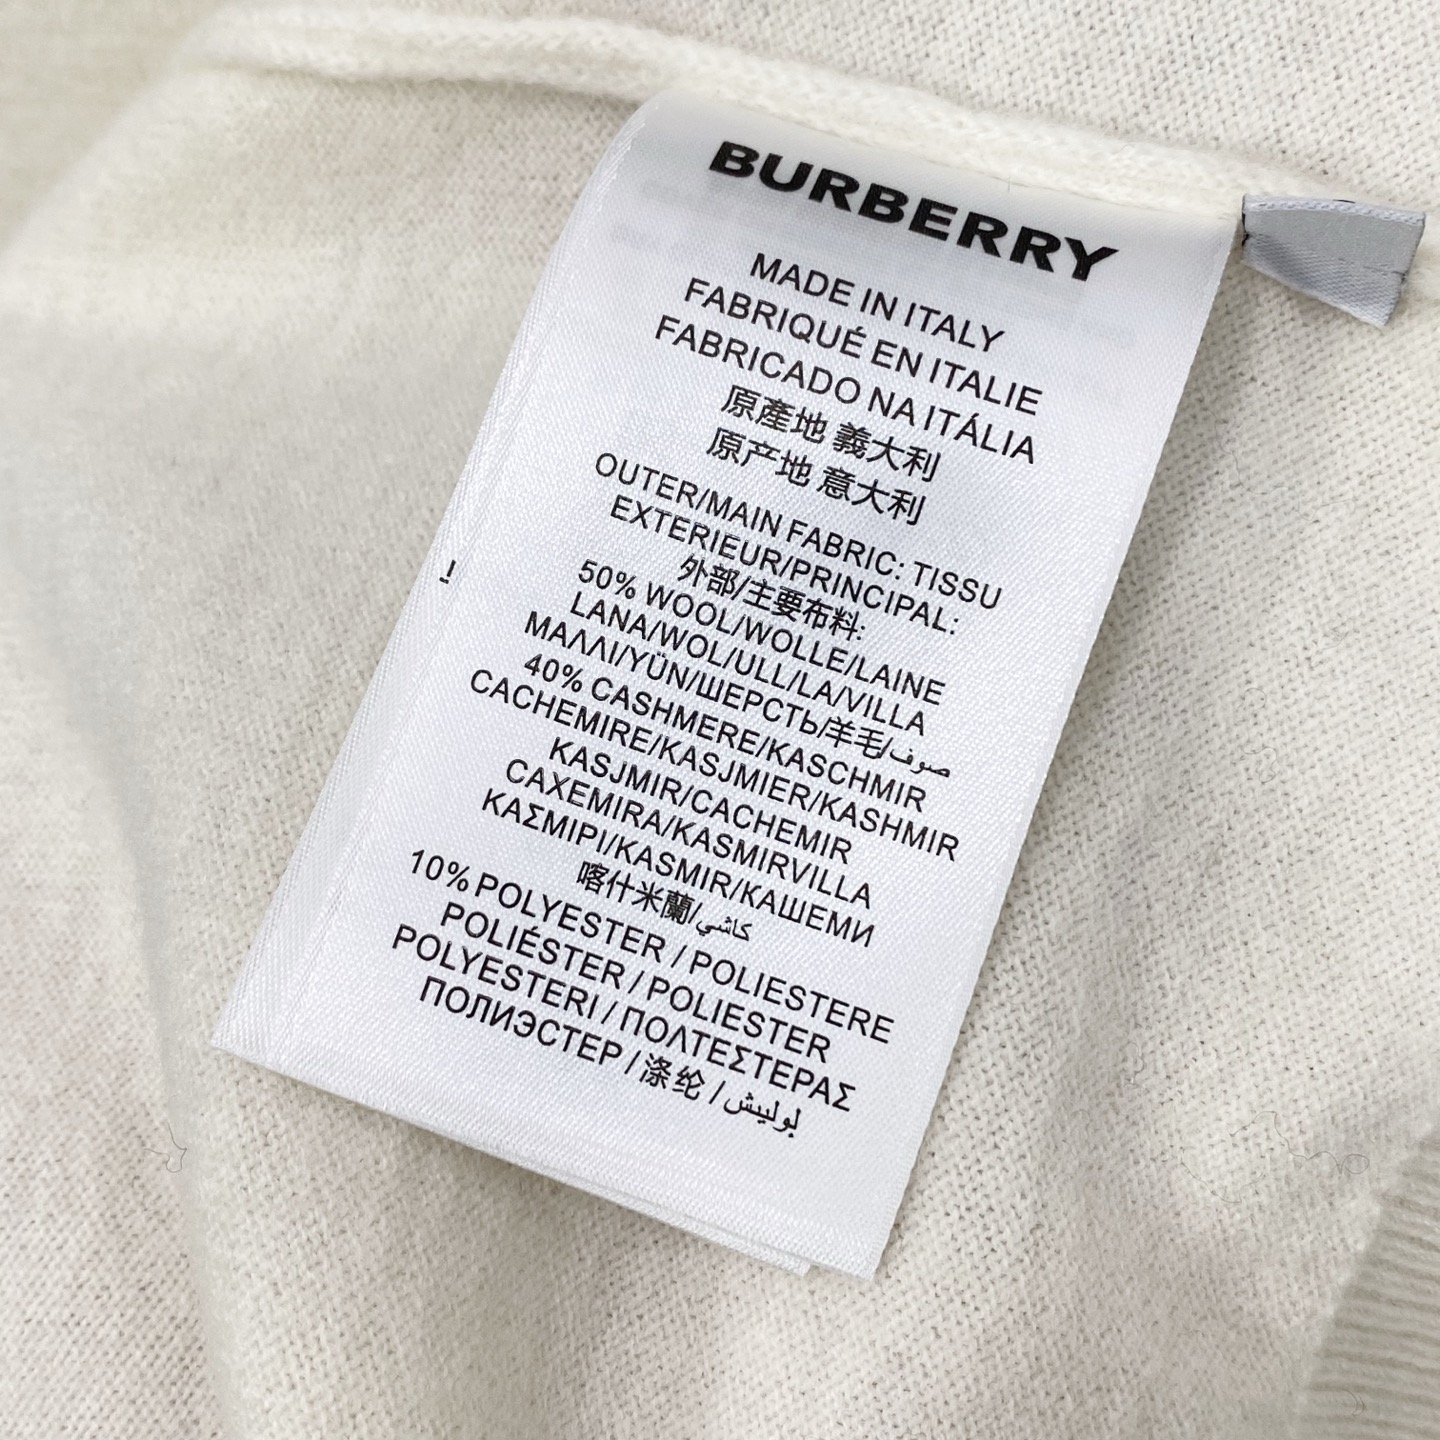 BURBERRY
MADE IN ITALY
FABRIQUÉ EN ITALIE
FABRICADO NA ITÁLIA
原產地 義大利
原产地 意大利
OUTER/MAIN FABRIC: TISSU
EXTERIEUR/PRINCIPAL:
外部/主要布料:
50% WOOL/WOLLE/LAINE
LANA/WOL/ULL/LA/VILLA
ΜΑΛΛΙ/YÜN/ШЕРСТЬ/羊毛/صوف
40% CASHMERE/KASCHMIR
CACHEMIRE/KASJMIER/KASHMIR
KASJMIR/CACHEMIR
CAXEMIRA/KASMIRVILLA
ΚΑΣΜΙΡΙ/KASMIR/КАШЕМИ
喀什米蘭/كاشي
10% POLYESTER / POLIESTERE
POLIÉSTER / POLIESTER
POLYESTERI / ΠΟΛΤΕΣΤΕΡΑΣ
ПОЛИЭСТЕР / 涤纶 / بوليش